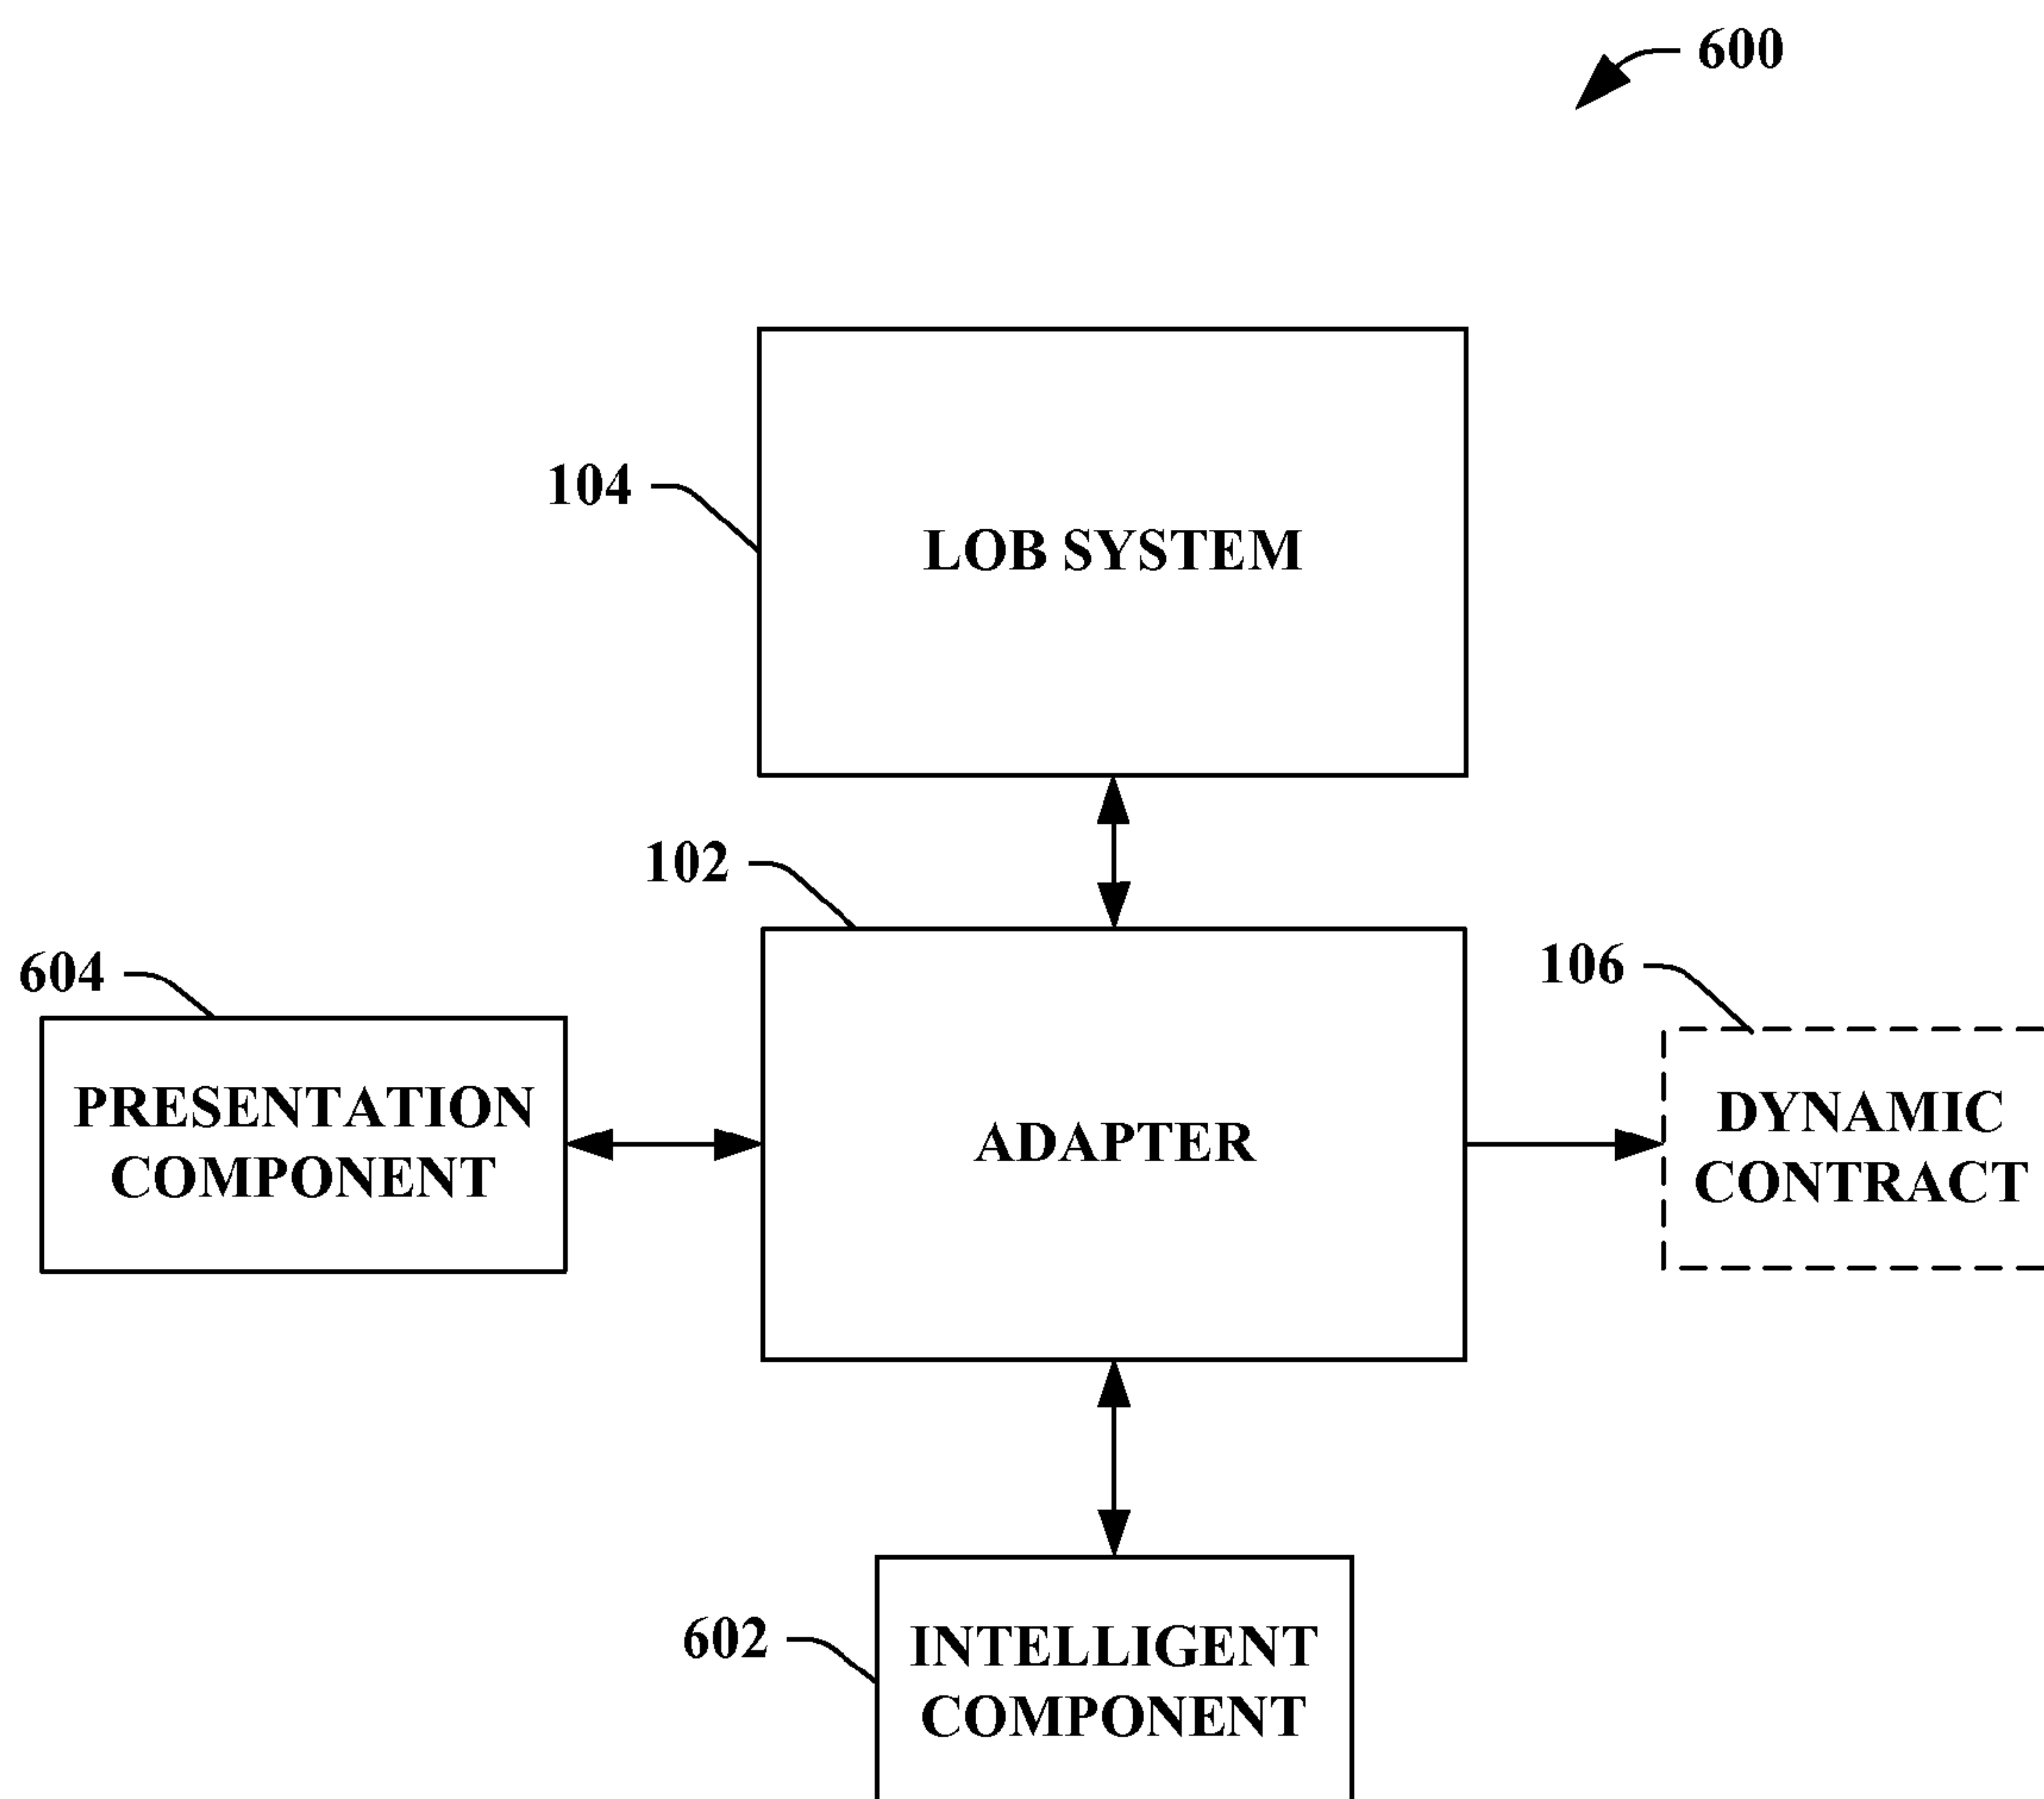 600
104
LOB SYSTEM
102
604
106
PRESENTATION
COMPONENT
ADAPTER
DYNAMIC
CONTRACT
602
INTELLIGENT
COMPONENT